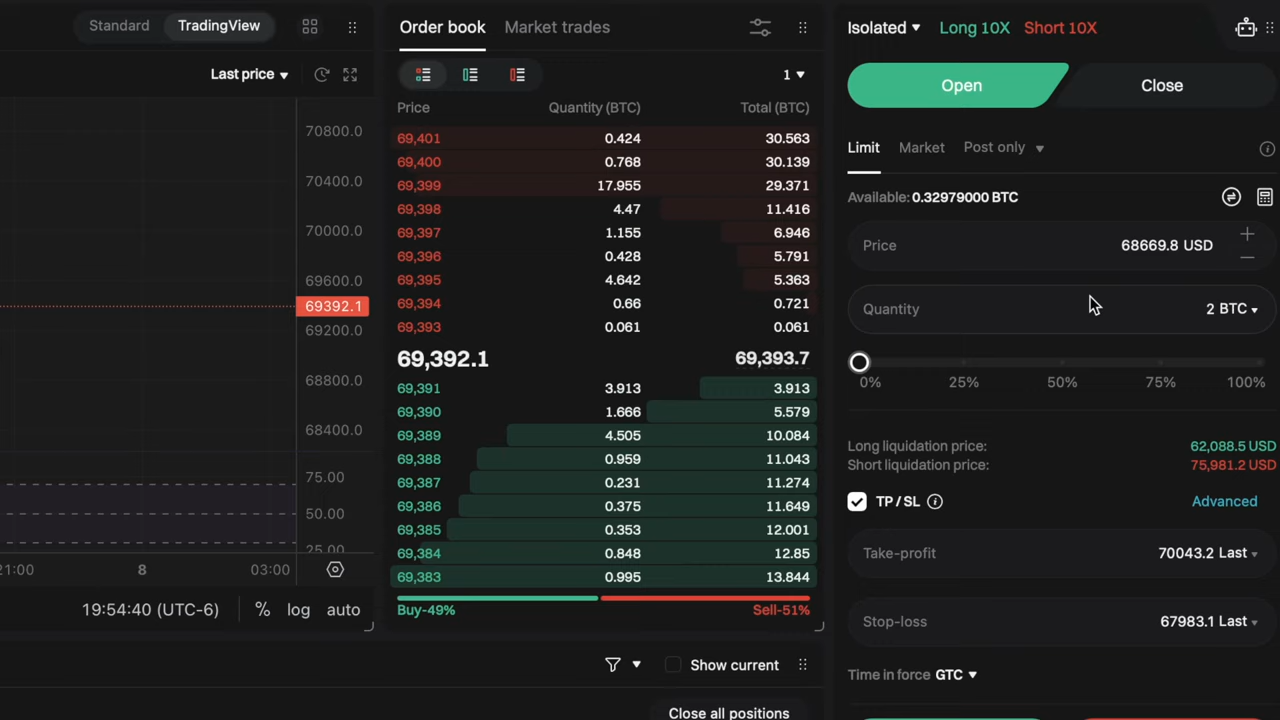 Standard TradingView
Last price
70800.0
70400.0
70000.0
69600.0
69392.1
69200.0
68800.0
68400.0
75.00
50.00
25.00
21:00 8 03:00
19:54:40 (UTC-6) % log auto
Order book Market trades
1
Price Quantity (BTC) Total (BTC)
69,401 0.424 30.563
69,400 0.768 30.139
69,399 17.955 29.371
69,398 4.47 11.416
69,397 1.155 6.946
69,396 0.428 5.791
69,395 4.642 5.363
69,394 0.66 0.721
69,393 0.061 0.061
69,392.1 69,393.7
69,391 3.913 3.913
69,390 1.666 5.579
69,389 4.505 10.084
69,388 0.959 11.043
69,387 0.231 11.274
69,386 0.375 11.649
69,385 0.353 12.001
69,384 0.848 12.85
69,383 0.995 13.844
Buy-49% Sell-51%
Show current
Close all positions
Isolated Long 10X Short 10X
Open Close
Limit Market Post only
Available: 0.32979000 BTC
Price 68669.8 USD
Quantity 2 BTC
0% 25% 50% 75% 100%
Long liquidation price: 62,088.5 USD
Short liquidation price: 75,981.2 USD
TP / SL Advanced
Take-profit 70043.2 Last
Stop-loss 67983.1 Last
Time in force GTC